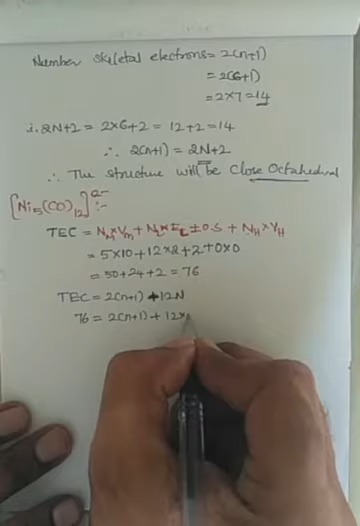 Number skeletal electrons = 2(n+1)
= 2(6+1)
= 2×7 = 14
i. 2N+2 = 2×6+2 = 12+2 = 14
∴ 2(n+1) = 2N+2
∴ The structure will be Close Octahedral
[Ni5(CO)12]2- :-
TEC = NM×VM + NL×EL ± O.S + NH×VH
= 5×10 + 12×2 + 2 + 0×0
= 50+24+2 = 76
TEC = 2(n+1) + 12N
76 = 2(n+1) + 12×